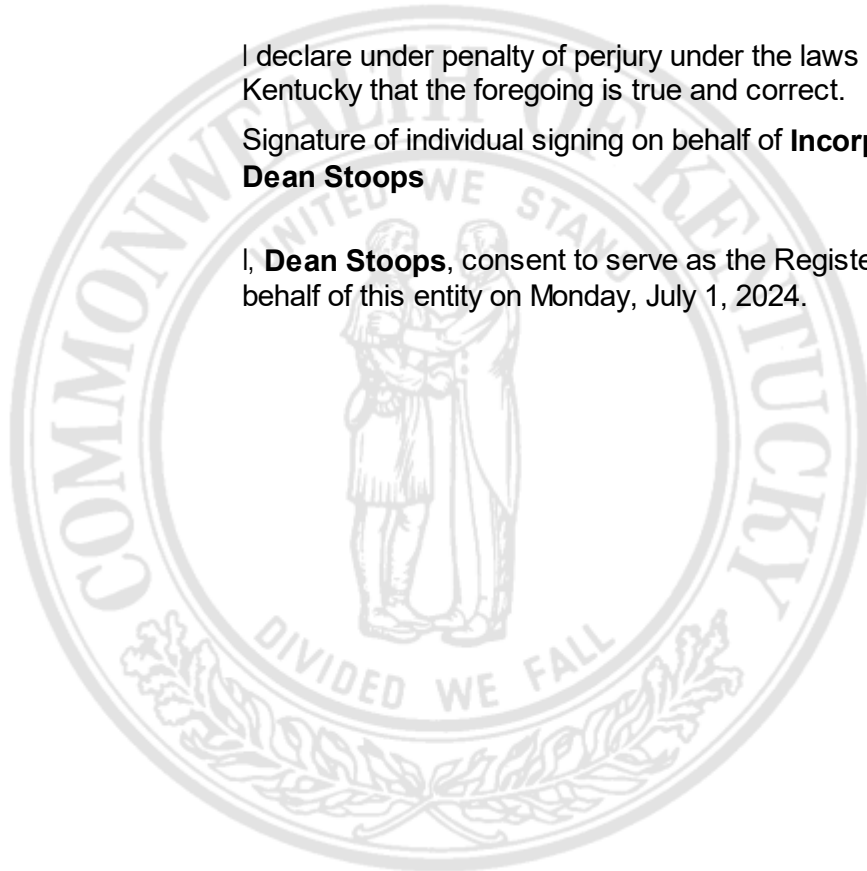 I declare under penalty of perjury under the laws
Kentucky that the foregoing is true and correct.
Signature of individual signing on behalf of Incorp
Dean Stoops
I, Dean Stoops, consent to serve as the Registe
behalf of this entity on Monday, July 1, 2024.
COMMONWEALTH OF KENTUCKY
UNITED WE STAND
DIVIDED WE FALL